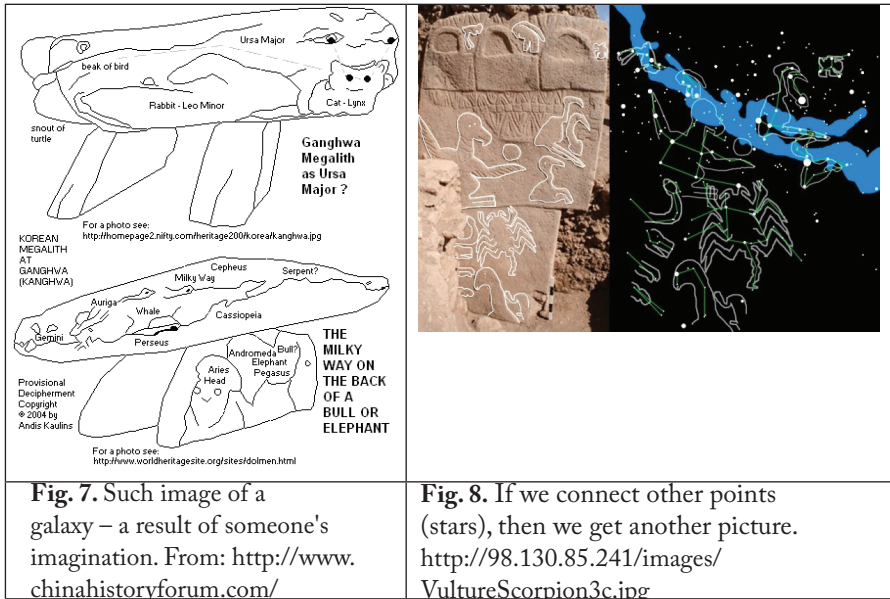 Ursa Major
beak of bird
Rabbit - Leo Minor
Cat - Lynx
snout of
turtle
Ganghwa
Megalith
as Ursa
Major ?
For a photo see:
http://homepage2.nifty.com/heritage200/korea/kanghwa.jpg
KOREAN
MEGALITH
AT
GANGHWA
(KANGHWA)
Cepheus
Serpent?
Milky Way
Auriga
Whale
Cassiopeia
Gemini
Perseus
THE
MILKY
WAY ON
THE BACK
OF A
BULL OR
ELEPHANT
Andromeda Bull?
Elephant
Pegasus
Aries
Head
Provisional
Decipherment
Copyright
© 2004 by
Andis Kaulins
For a photo see:
http://www.worldheritagesite.org/sites/dolmen.html
Fig. 7. Such image of a
galaxy – a result of someone's
imagination. From: http://www.
chinahistoryforum.com/
Fig. 8. If we connect other points
(stars), then we get another picture.
http://98.130.85.241/images/
VultureScorpion3c.jpg